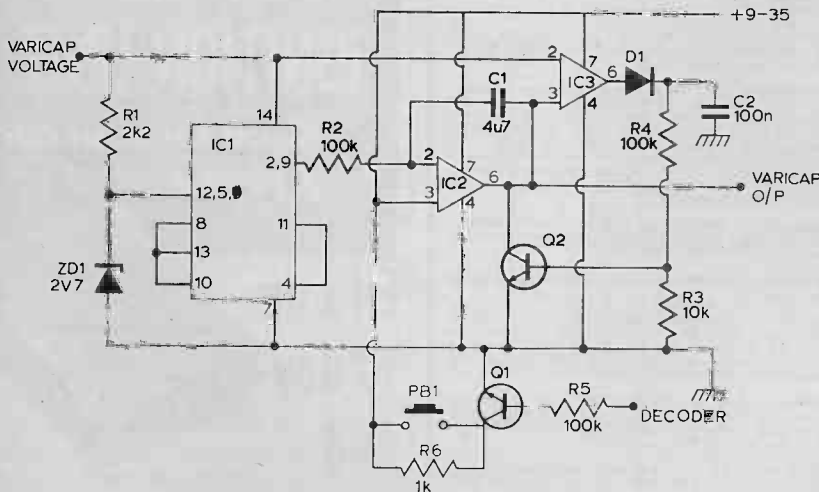 +9-35
VARICAP
VOLTAGE
R1
2k2
14
IC1
2,9
12,5,
8
13
10
11
4
7
ZD1
2V7
R2
100k
C1
4u7
2
3
7
6
4
IC2
2
3
7
6
4
IC3
D1
C2
100n
R4
100k
VARICAP
O/P
Q2
R3
10k
Q1
PB1
R5
100k
DECODER
R6
1k